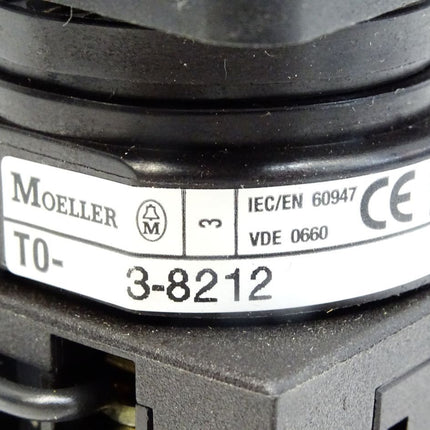 MOELLER M 3 IEC/EN 60947 CE
VDE 0660
T0- 3-8212